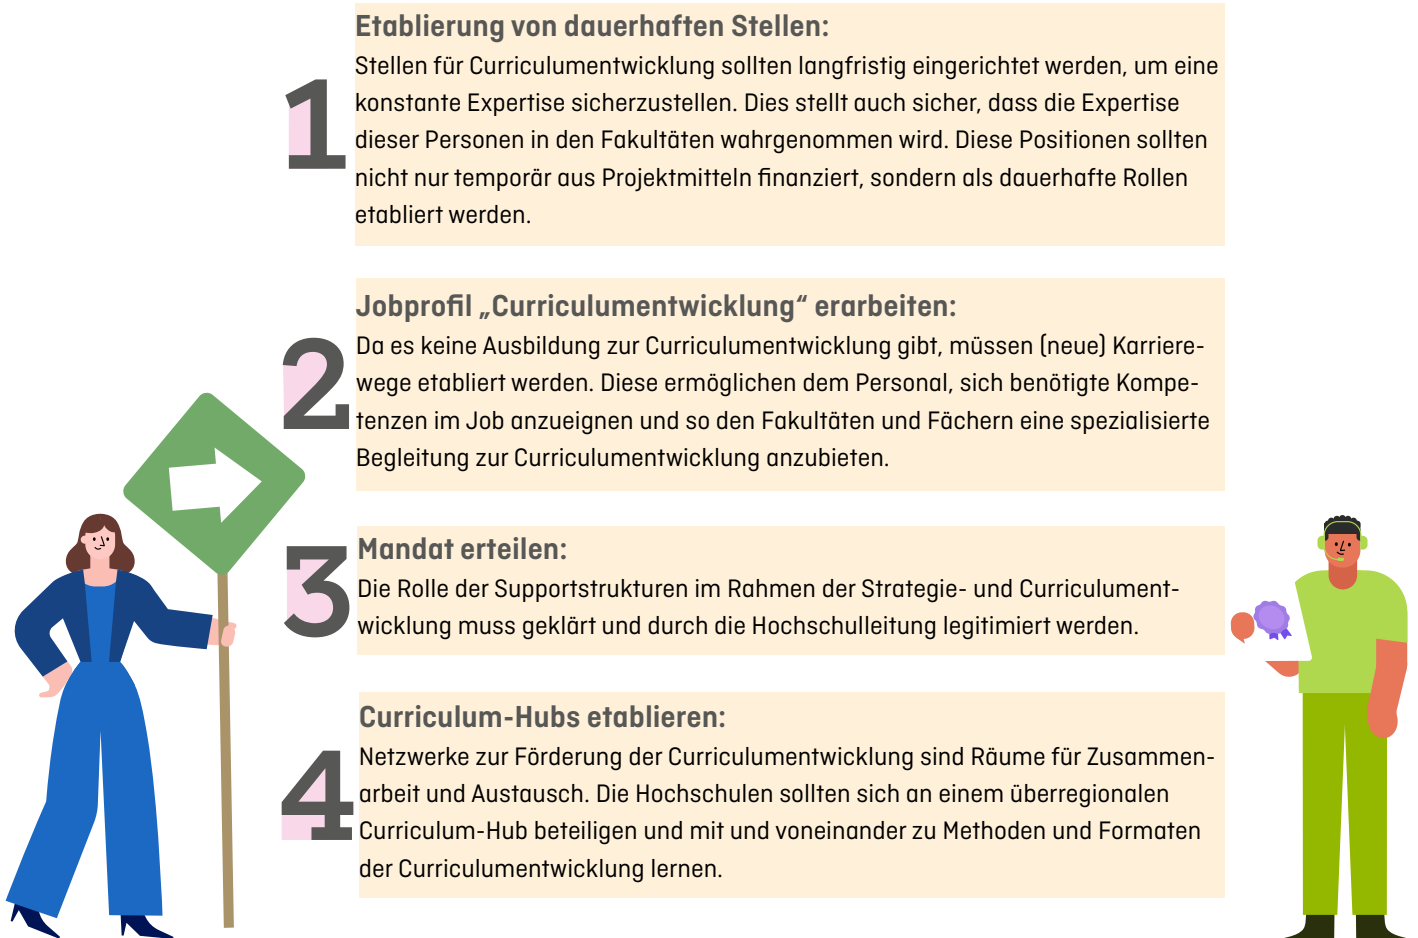 1
Etablierung von dauerhaften Stellen:
Stellen für Curriculumentwicklung sollten langfristig eingerichtet werden, um eine
konstante Expertise sicherzustellen. Dies stellt auch sicher, dass die Expertise
dieser Personen in den Fakultäten wahrgenommen wird. Diese Positionen sollten
nicht nur temporär aus Projektmitteln finanziert, sondern als dauerhafte Rollen
etabliert werden.
2
Jobprofil „Curriculumentwicklung“ erarbeiten:
Da es keine Ausbildung zur Curriculumentwicklung gibt, müssen (neue) Karriere-
wege etabliert werden. Diese ermöglichen dem Personal, sich benötigte Kompe-
tenzen im Job anzueignen und so den Fakultäten und Fächern eine spezialisierte
Begleitung zur Curriculumentwicklung anzubieten.
3
Mandat erteilen:
Die Rolle der Supportstrukturen im Rahmen der Strategie- und Curriculument-
wicklung muss geklärt und durch die Hochschulleitung legitimiert werden.
4
Curriculum-Hubs etablieren:
Netzwerke zur Förderung der Curriculumentwicklung sind Räume für Zusammen-
arbeit und Austausch. Die Hochschulen sollten sich an einem überregionalen
Curriculum-Hub beteiligen und mit und voneinander zu Methoden und Formaten
der Curriculumentwicklung lernen.